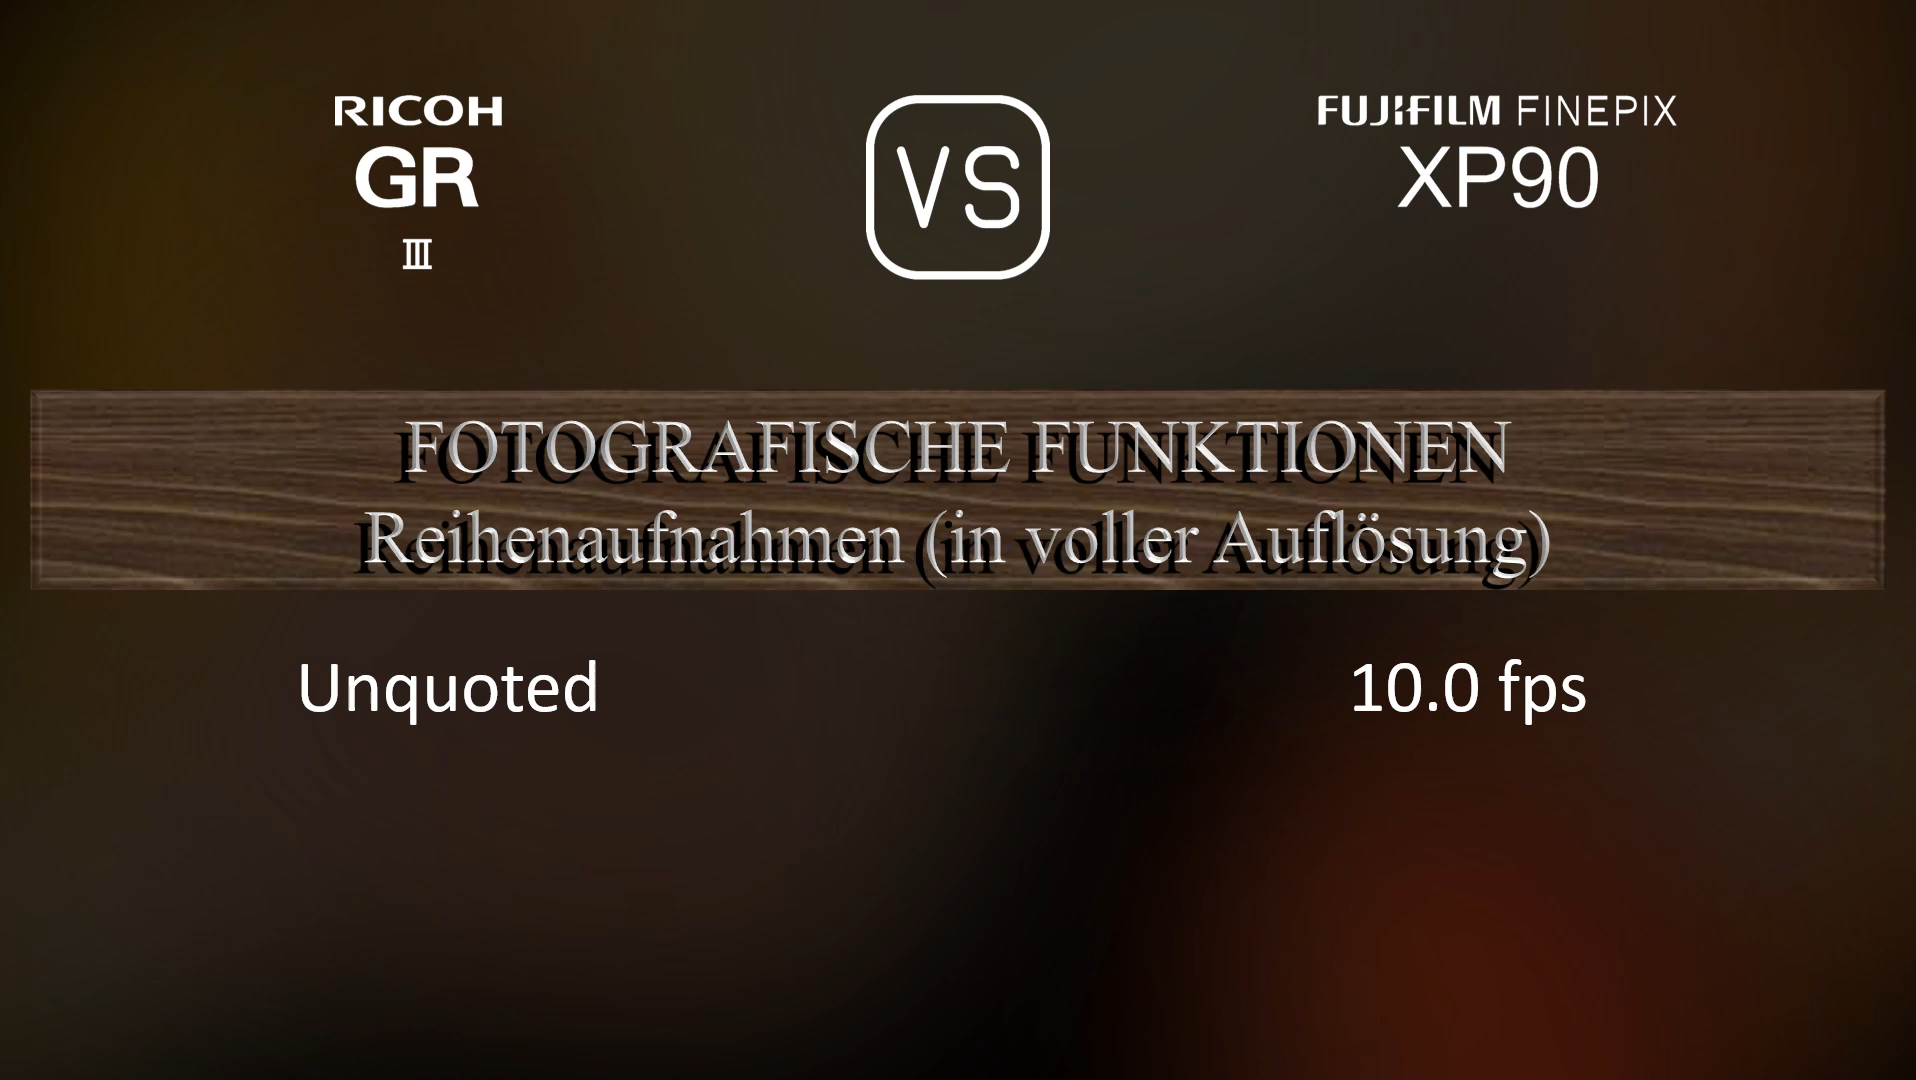 RICOH
GR
III
VS
FUJIFILM FINEPIX
XP90
FOTOGRAFISCHE FUNKTIONEN
Reihenaufnahmen (in voller Auflösung)
Unquoted
10.0 fps